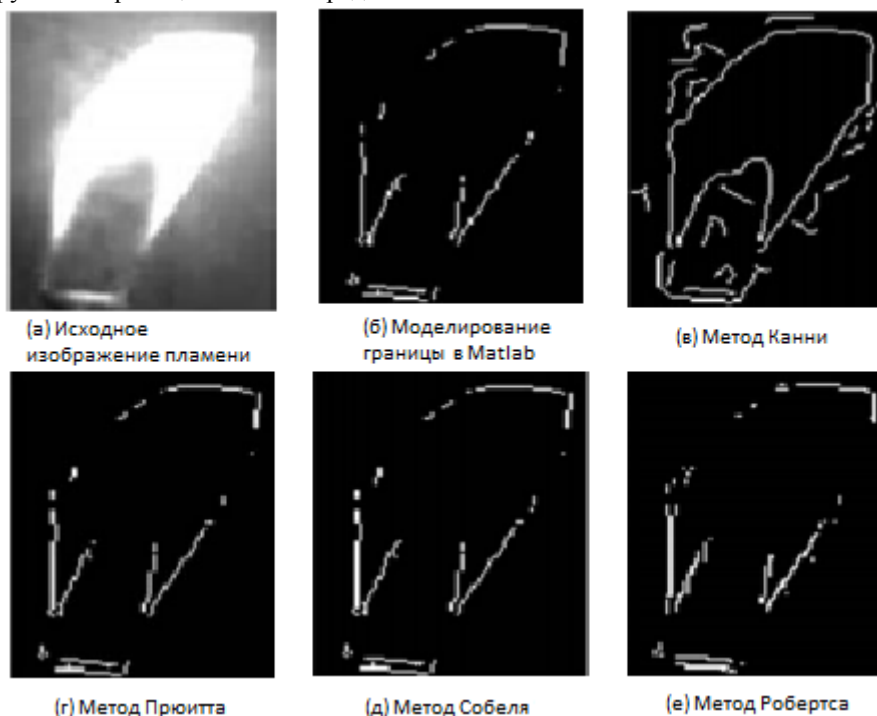 (а) Исходное
изображение пламени
(б) Моделирование
границы в Matlab
(в) Метод Канни
(г) Метод Прюитта
(д) Метод Собеля
(е) Метод Робертса